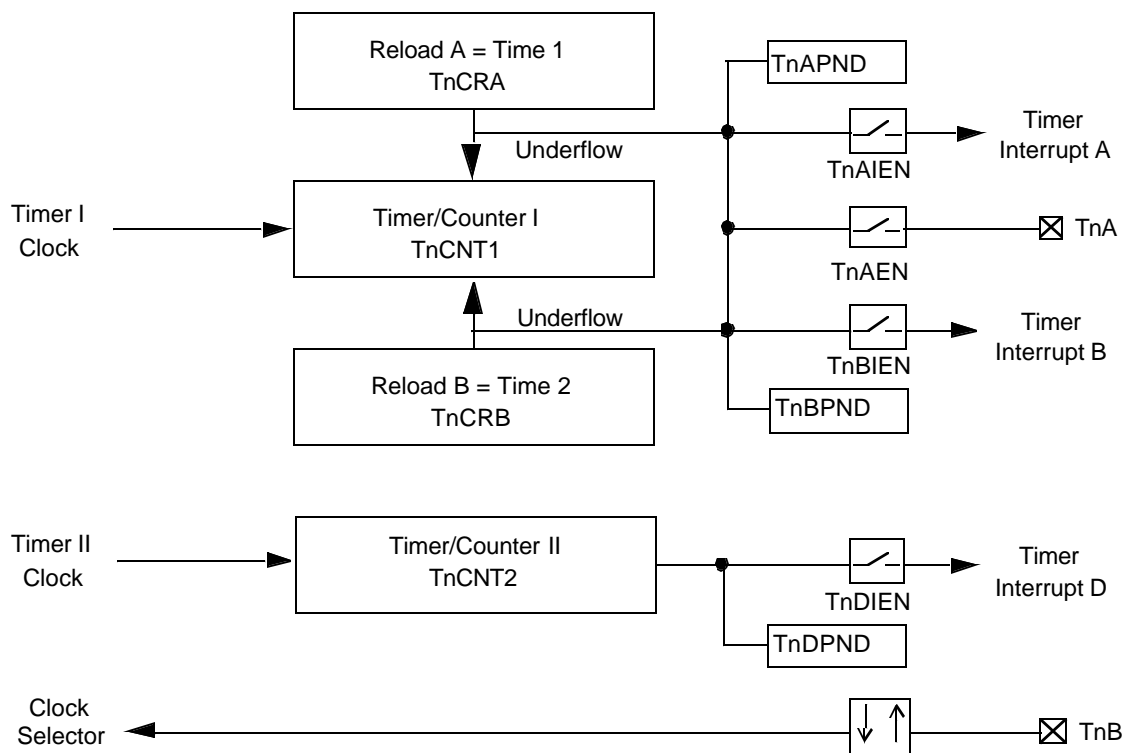 Reload A = Time 1
TnCRA
TnAPND
Underflow
Timer
Interrupt A
TnAIEN
Timer I
Clock
Timer/Counter I
TnCNT1
TnA
TnAEN
Underflow
Timer
Interrupt B
TnBIEN
Reload B = Time 2
TnCRB
TnBPND
Timer II
Clock
Timer/Counter II
TnCNT2
Timer
Interrupt D
TnDIEN
TnDPND
Clock
Selector
TnB